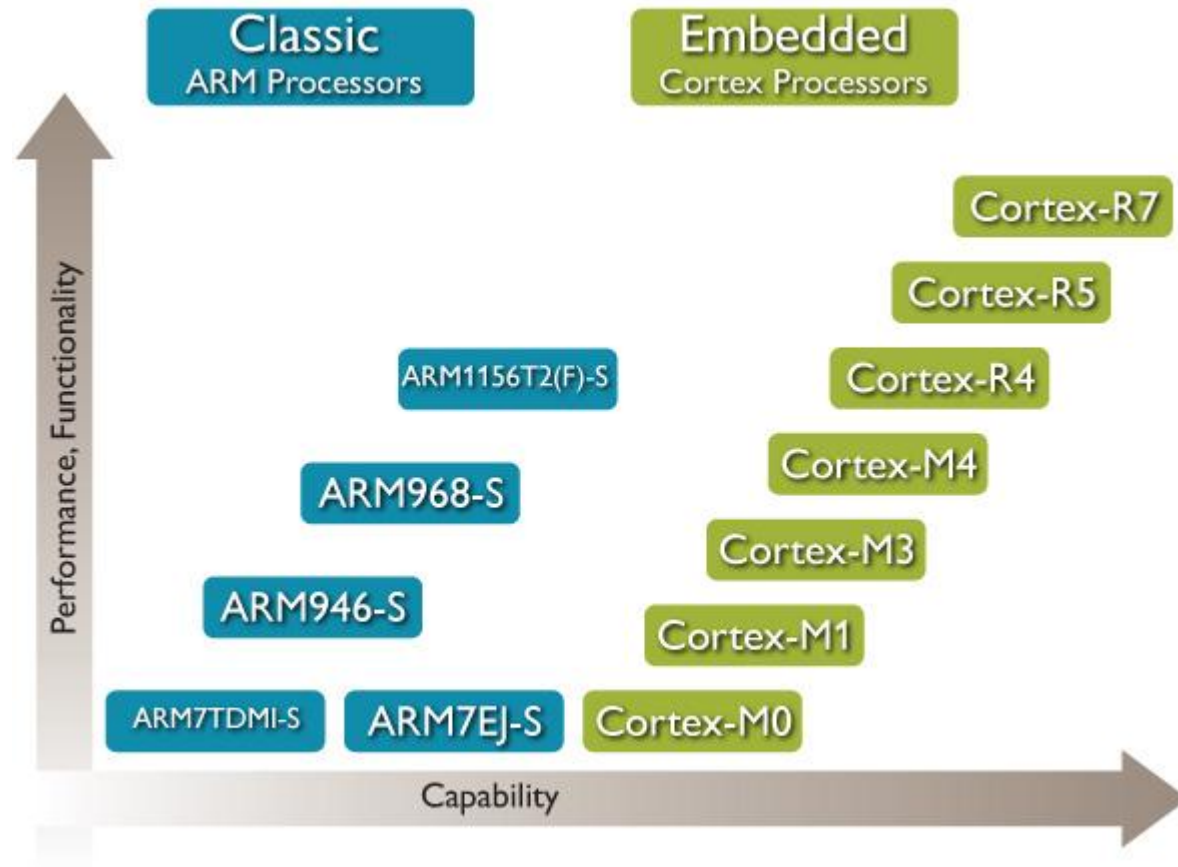 Classic
ARM Processors
Embedded
Cortex Processors
Performance, Functionality
Cortex-R7
Cortex-R5
ARM1156T2(F)-S
Cortex-R4
ARM968-S
Cortex-M4
Cortex-M3
ARM946-S
Cortex-M1
ARM7TDMI-S
ARM7EJ-S
Cortex-M0
Capability